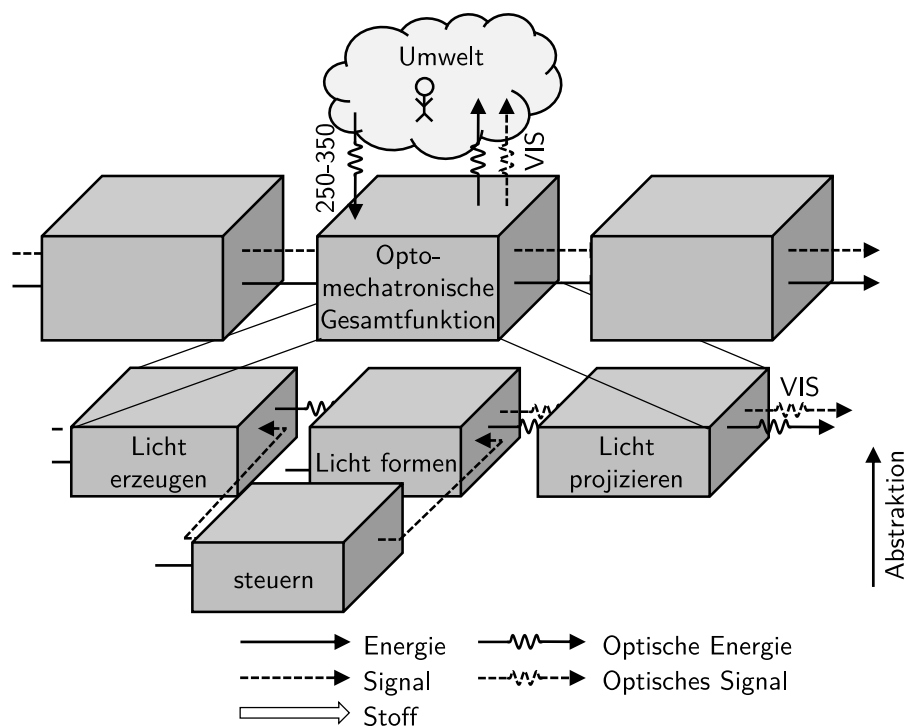 Umwelt
250-350
VIS
Opto-
mechatronische
Gesamtfunktion
VIS
Licht
erzeugen
Licht formen
Licht
projizieren
steuern
Abstraktion
Energie
Optische Energie
Signal
Optisches Signal
Stoff